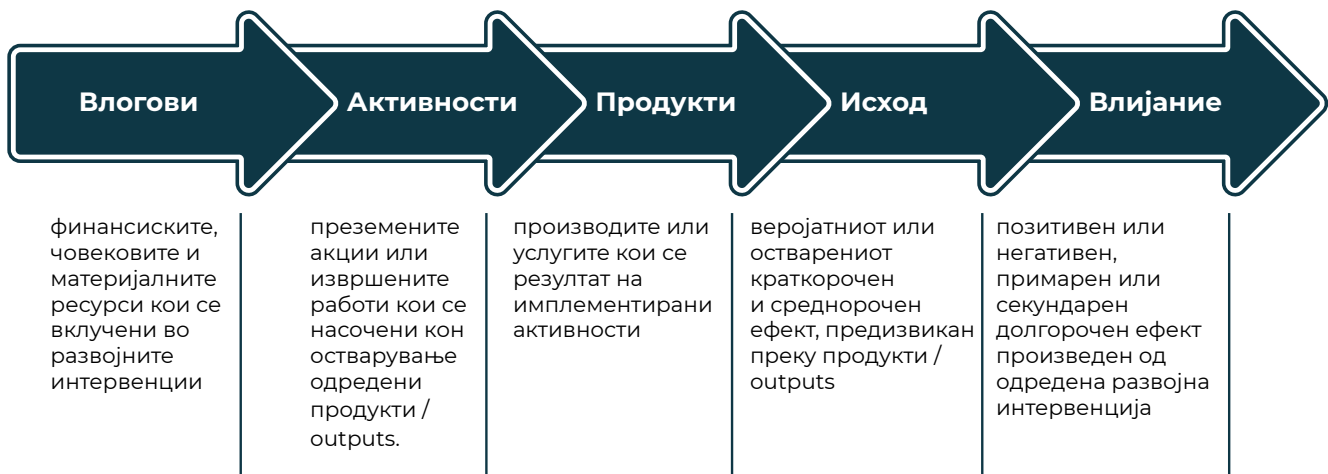 Влогови
Активности
Продукти
Исход
Влијание
финансиските,
човековите и
материјалните
ресурси кои се
вклучени во
развојните
интервенции
преземените
акции или
извршените
работи кои се
насочени кон
остварување
одредени
продукти /
outputs.
производите или
услугите кои се
резултат на
имплементирани
активности
веројатниот или
остварениот
краткорочен
и среднорочен
ефект, предизвикан
преку продукти /
outputs
позитивен или
негативен,
примарен или
секундарен
долгорочен ефект
произведен од
одредена развојна
интервенција